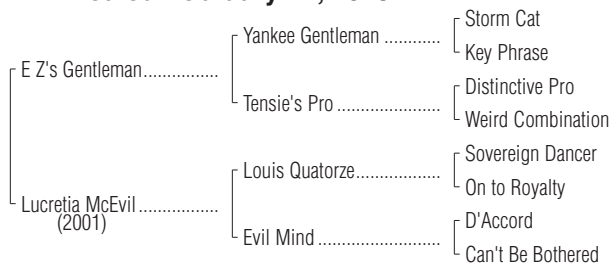 Storm Cat
Yankee Gentleman
Key Phrase
E Z's Gentleman
Distinctive Pro
Tensie's Pro
Weird Combination
Sovereign Dancer
Louis Quatorze
On to Royalty
Lucretia McEvil
(2001)
D'Accord
Evil Mind
Can't Be Bothered